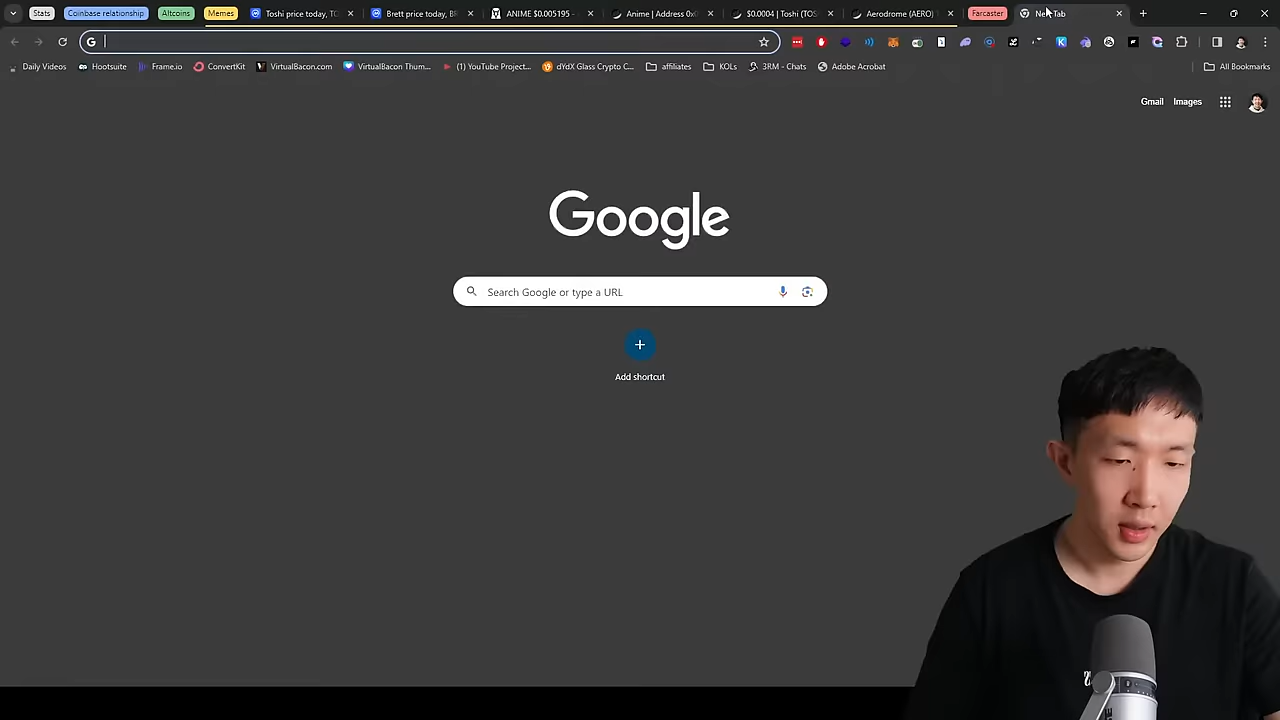 Stats Coinbase relationship Altcoins Memes Toshi price today, TC Brett price today, B ANIME $0.005195 - Anime | Address 0x $0.0004 | Toshi (TOS Aerodrome (AERO) Farcaster New Tab
Daily Videos Hootsuite Frame.io ConvertKit VirtualBacon.com VirtualBacon Thum... (1) YouTube Project... dYdX Glass Crypto C... affiliates KOLs 3RM - Chats Adobe Acrobat All Bookmarks
Gmail Images
Google
Search Google or type a URL
Add shortcut